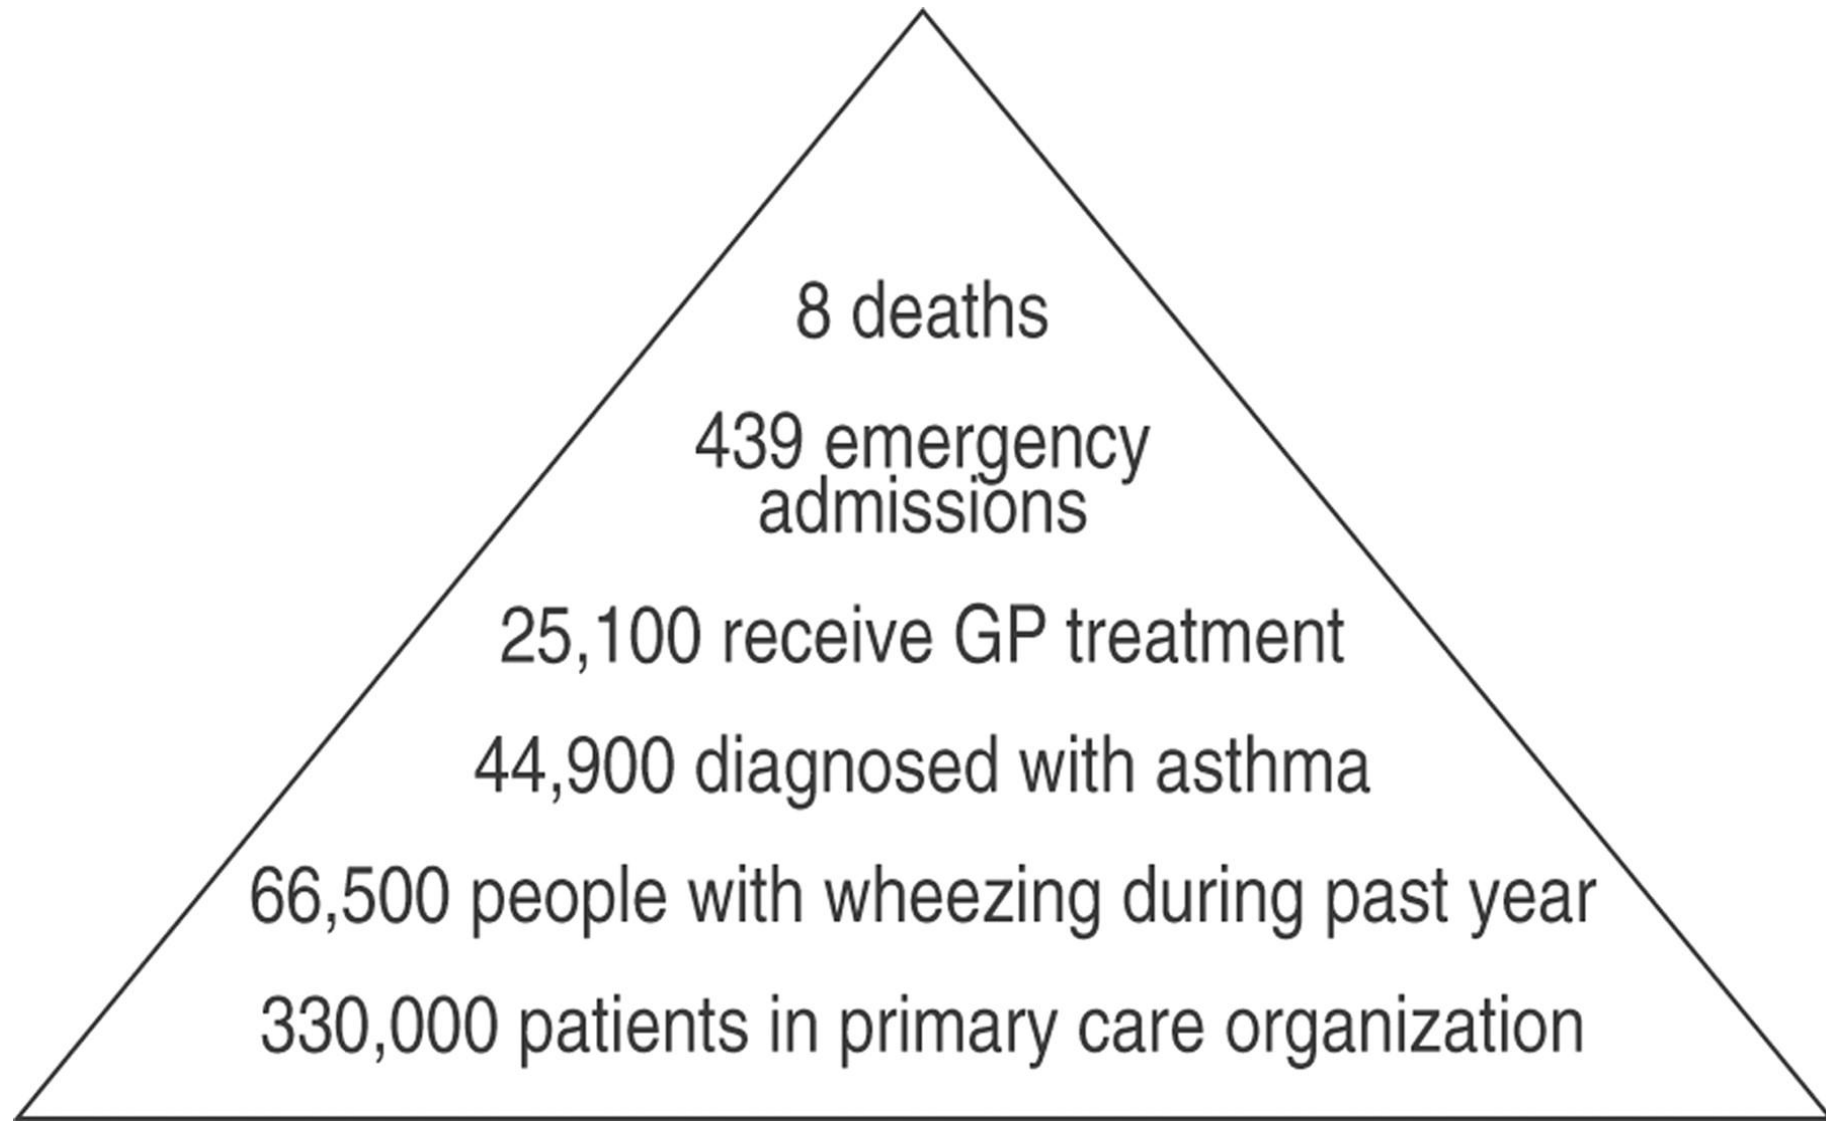 8 deaths
439 emergency
admissions
25,100 receive GP treatment
44,900 diagnosed with asthma
66,500 people with wheezing during past year
330,000 patients in primary care organization